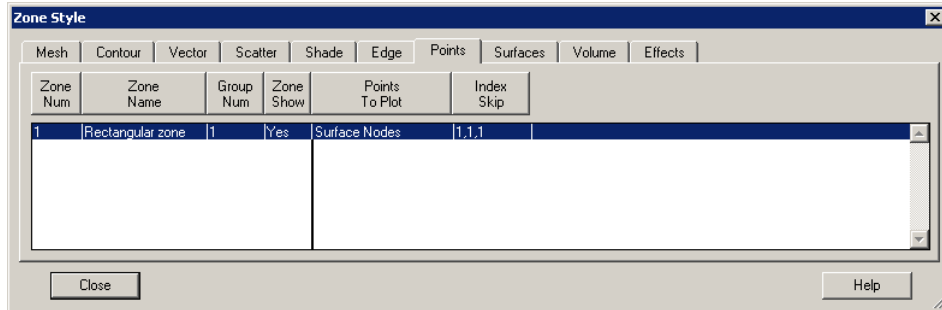 Zone Style
Mesh Contour Vector Scatter Shade Edge Points Surfaces Volume Effects
Zone Num Zone Name Group Num Zone Show Points To Plot Index Skip
1 Rectangular zone 1 Yes Surface Nodes 1,1,1
Close Help